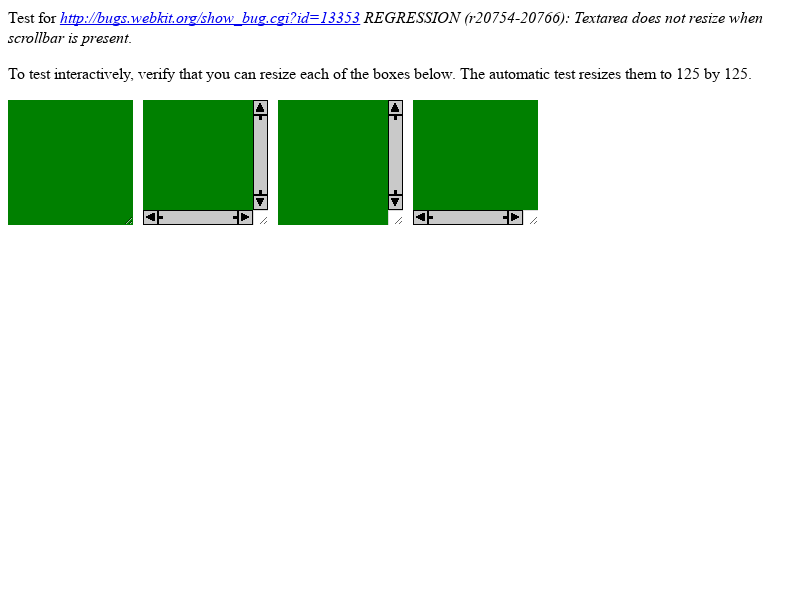 Test for http://bugs.webkit.org/show_bug.cgi?id=13353 REGRESSION (r20754-20766): Textarea does not resize when
scrollbar is present.
To test interactively, verify that you can resize each of the boxes below. The automatic test resizes them to 125 by 125.